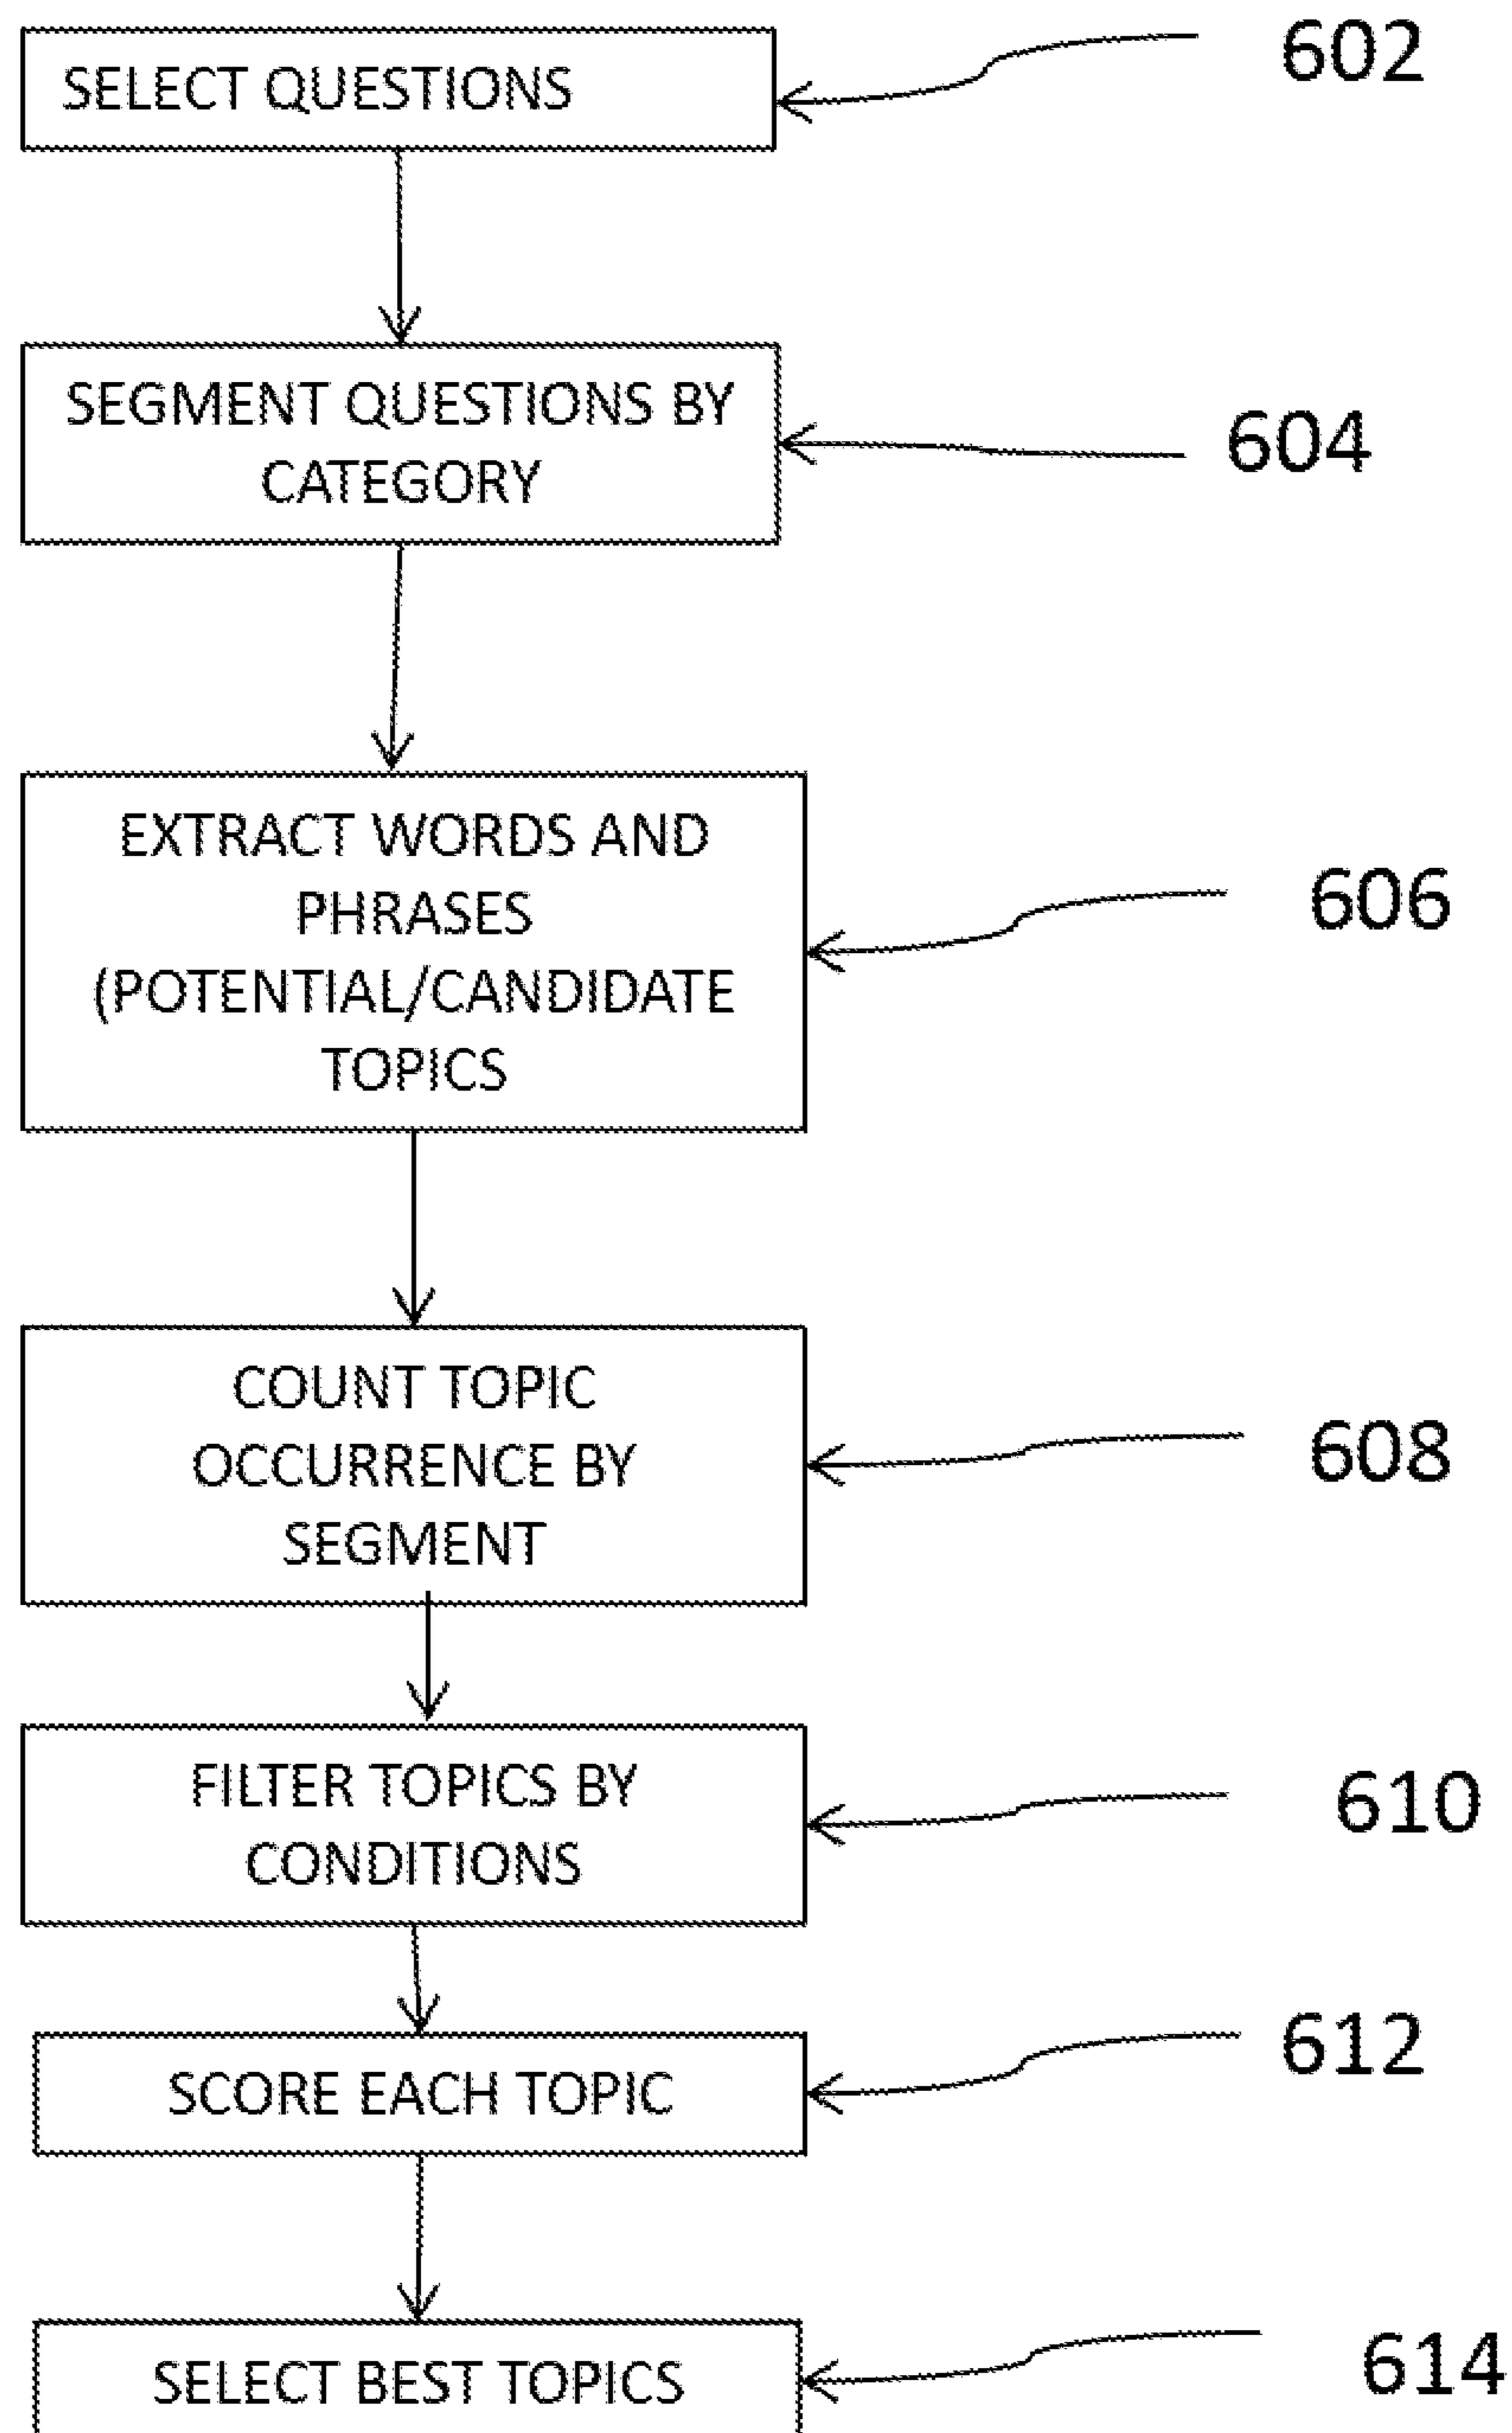 SELECT QUESTIONS
602
SEGMENT QUESTIONS BY
CATEGORY
604
EXTRACT WORDS AND
PHRASES
(POTENTIAL/CANDIDATE
TOPICS
606
COUNT TOPIC
OCCURRENCE BY
SEGMENT
608
FILTER TOPICS BY
CONDITIONS
610
SCORE EACH TOPIC
612
SELECT BEST TOPICS
614